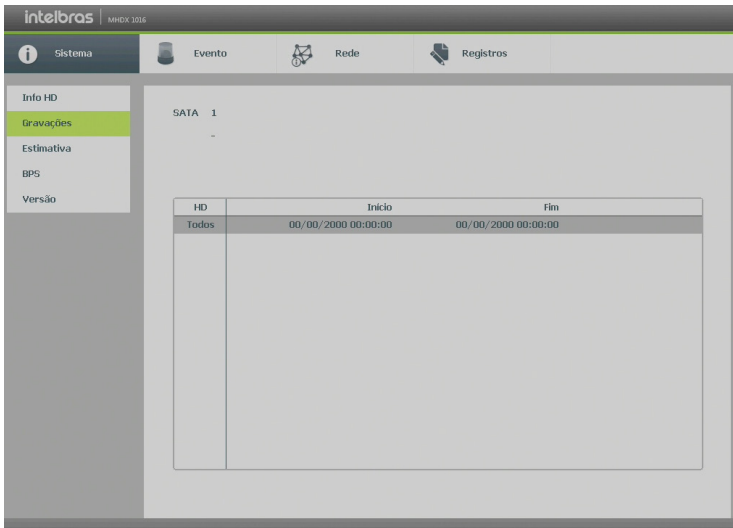 intelbras | MHDX 1016
Sistema Evento Rede Registros
Info HD
Gravações
Estimativa
BPS
Versão
SATA 1
-
HD Início Fim
Todos 00/00/2000 00:00:00 00/00/2000 00:00:00